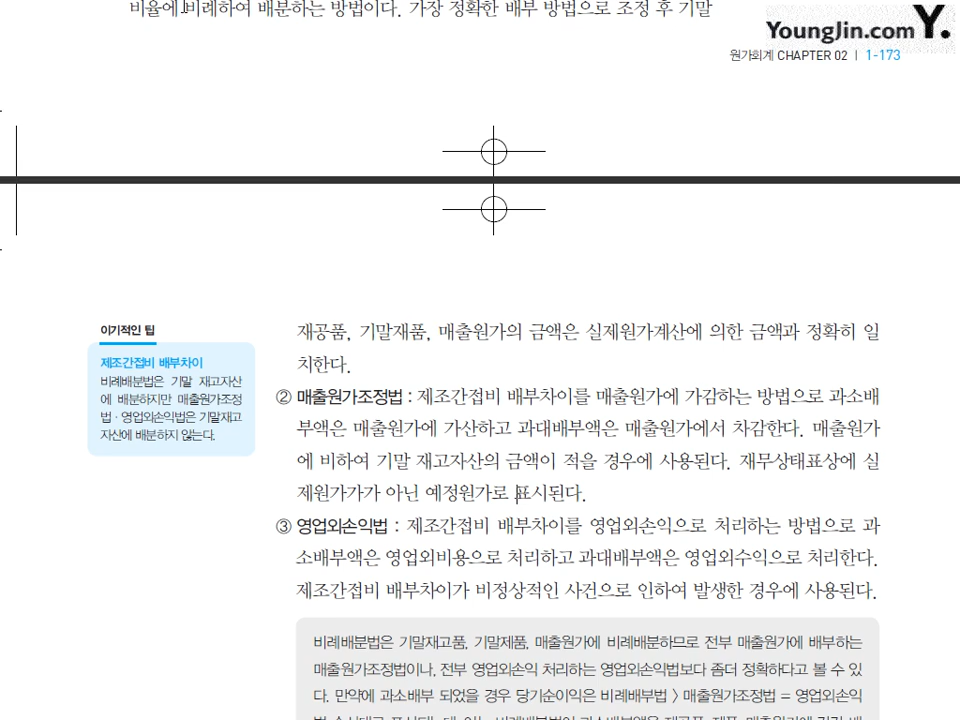 비율에 비례하여 배분하는 방법이다. 가장 정확한 배부 방법으로 조정 후 기말
YoungJin.com Y.
원가회계 CHAPTER 02 | 1-173
이기적인 팁
제조간접비 배부차이
비례배분법은 기말 재고자산
에 배분하지만 매출원가조정
법·영업외손익법은 기말재고
자산에 배분하지 않는다.
재공품, 기말재품, 매출원가의 금액은 실제원가계산에 의한 금액과 정확히 일
치한다.
② 매출원가조정법 : 제조간접비 배부차이를 매출원가에 가감하는 방법으로 과소배
부액은 매출원가에 가산하고 과대배부액은 매출원가에서 차감한다. 매출원가
에 비하여 기말 재고자산의 금액이 적을 경우에 사용된다. 재무상태표상에 실
제원가가가 아닌 예정원가로 표시된다.
③ 영업외손익법 : 제조간접비 배부차이를 영업외손익으로 처리하는 방법으로 과
소배부액은 영업외비용으로 처리하고 과대배부액은 영업외수익으로 처리한다.
제조간접비 배부차이가 비정상적인 사건으로 인하여 발생한 경우에 사용된다.
비례배분법은 기말재고품, 기말제품, 매출원가에 비례배분하므로 전부 매출원가에 배부하는
매출원가조정법이나, 전부 영업외손익 처리하는 영업외손익법보다 좀더 정확하다고 볼 수 있
다. 만약에 과소배부 되었을 경우 당기순이익은 비례배부법 > 매출원가조정법 = 영업외손익